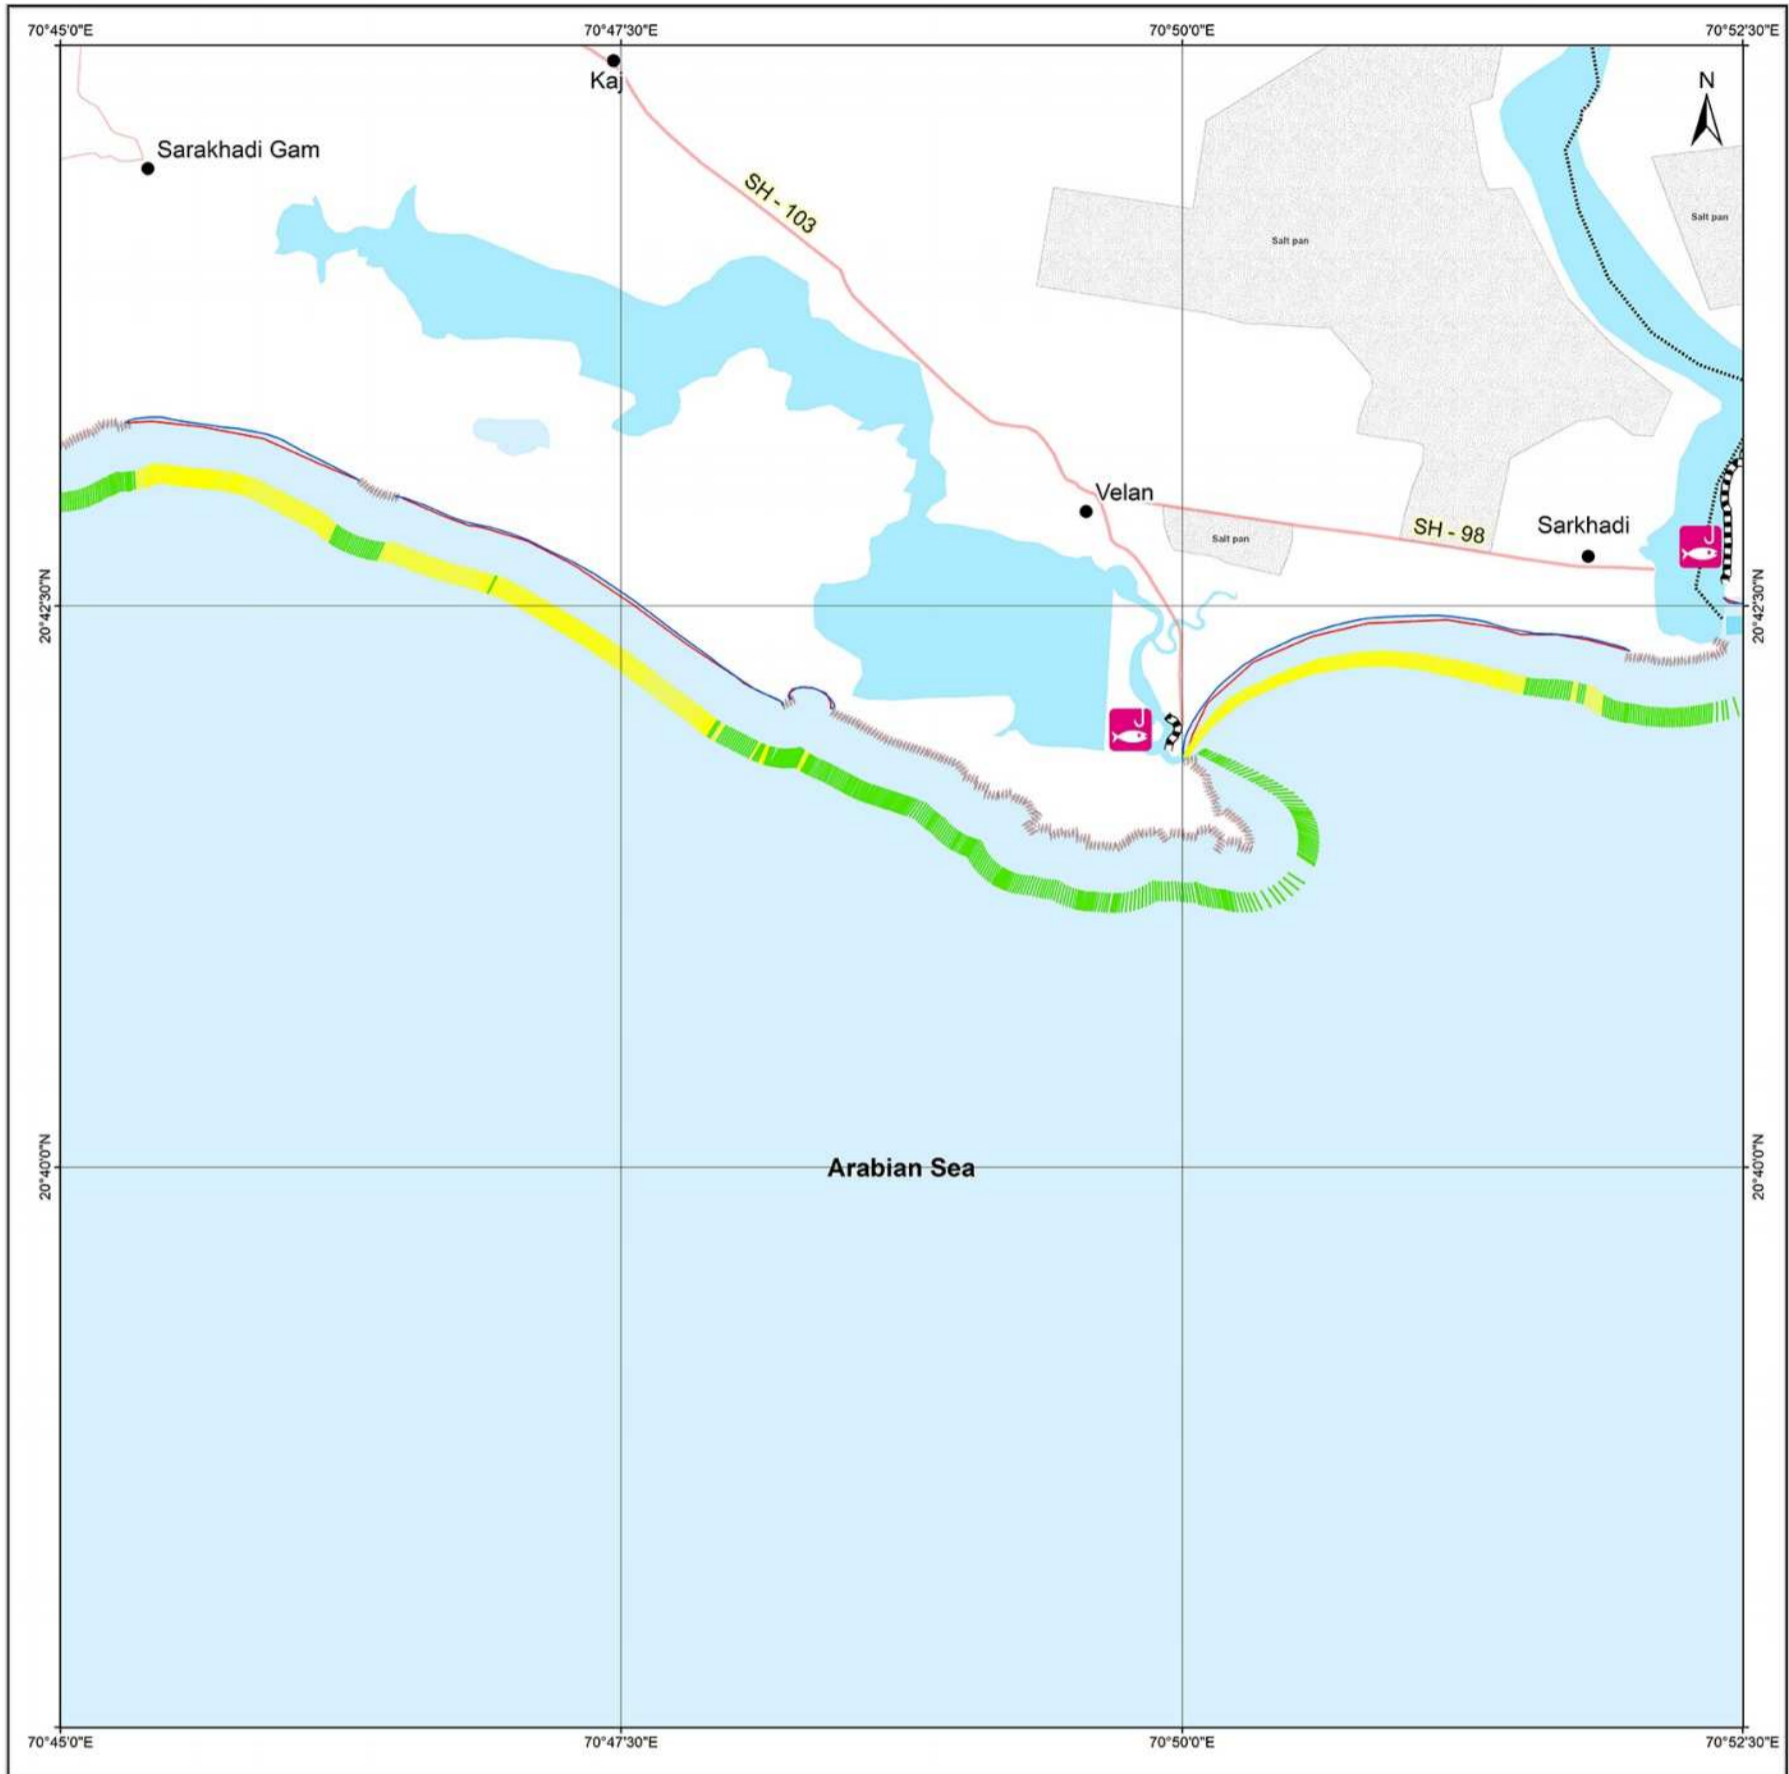 70°45'0"E
70°47'30"E
70°50'0"E
70°52'30"E
N
Kaj
Sarakhadi Gam
SH - 103
Salt pan
Salt pan
Velan
SH - 98
Sarkhadi
Salt pan
20°42'30"N
20°42'30"N
20°40'0"N
Arabian Sea
20°40'0"N
70°45'0"E
70°47'30"E
70°50'0"E
70°52'30"E